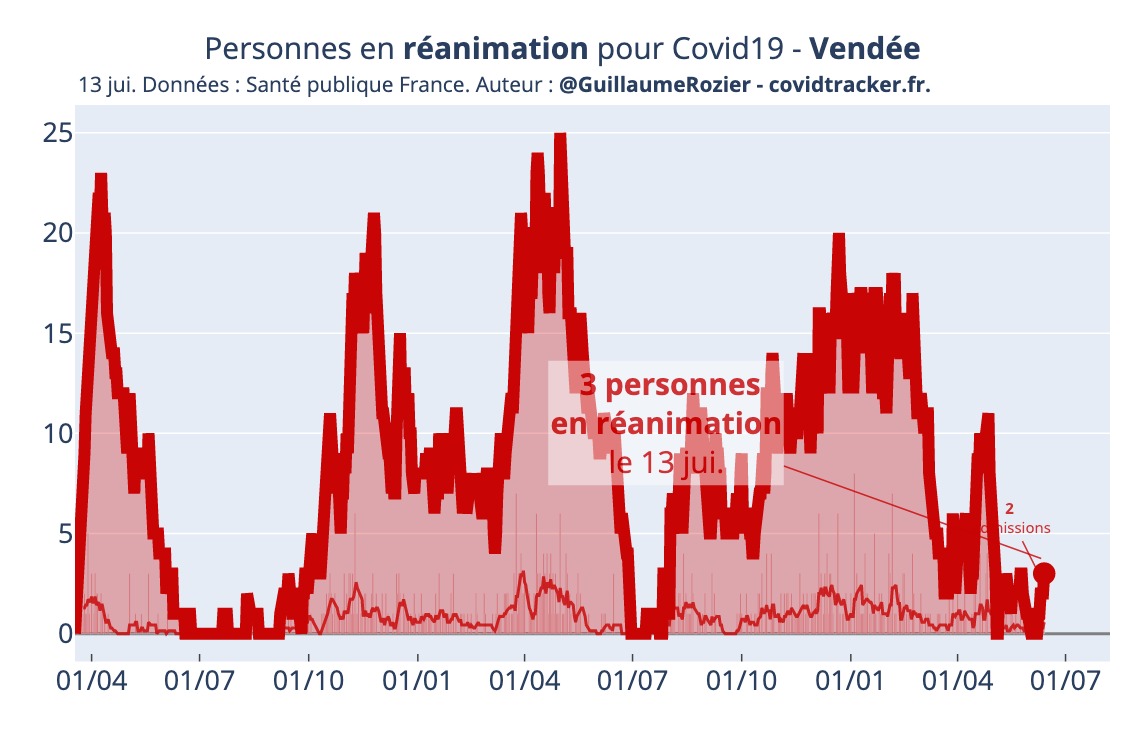 Personnes en réanimation pour Covid19 - Vendée
13 jui. Données : Santé publique France. Auteur : @GuillaumeRozier - covidtracker.fr.
25
20
15
10
5
0
3 personnes
en réanimation
le 13 jui.
2
admissions
01/04 01/07 01/10 01/01 01/04 01/07 01/10 01/01 01/04 01/07